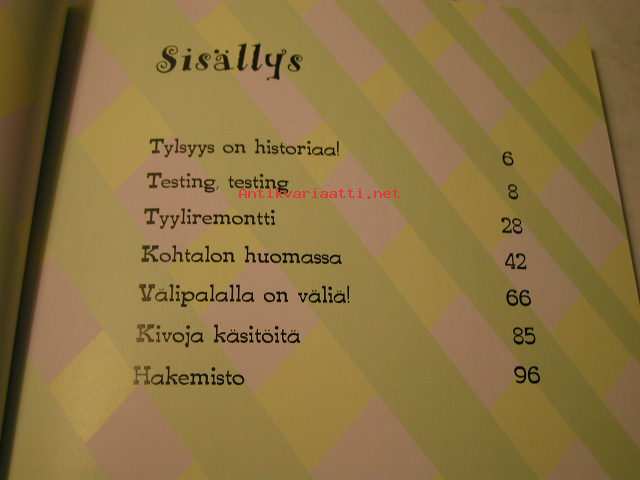 Sisällys
Tylsyys on historiaa! 6
Testing, testing 8
Antikvariaatti.net
Tyyliremontti 28
Kohtalon huomassa 42
Välipalalla on väliä! 66
Kivoja käsitöitä 85
Hakemisto 96